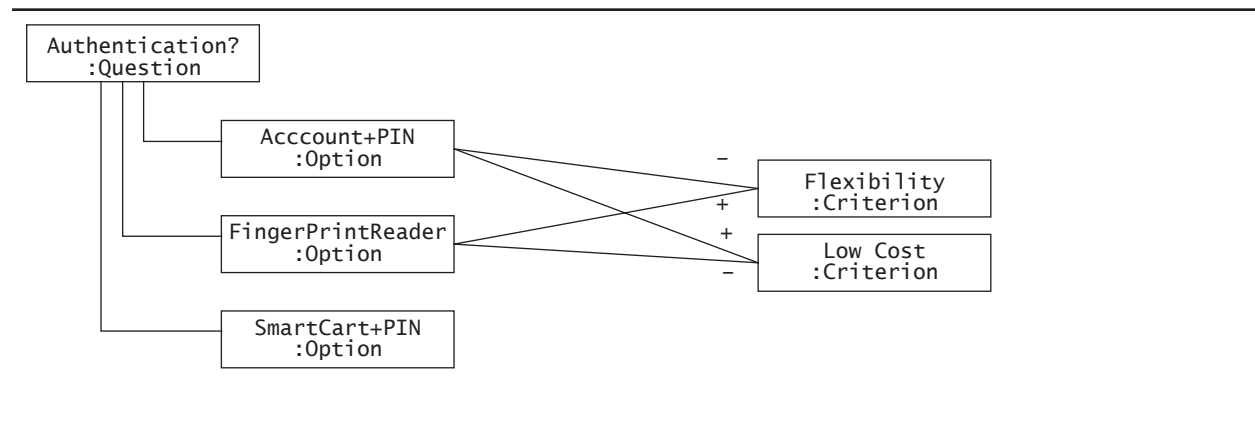 Authentication?
:Question
Acccount+PIN
:Option
–
Flexibility
:Criterion
+
FingerPrintReader
:Option
+
Low Cost
:Criterion
–
SmartCart+PIN
:Option